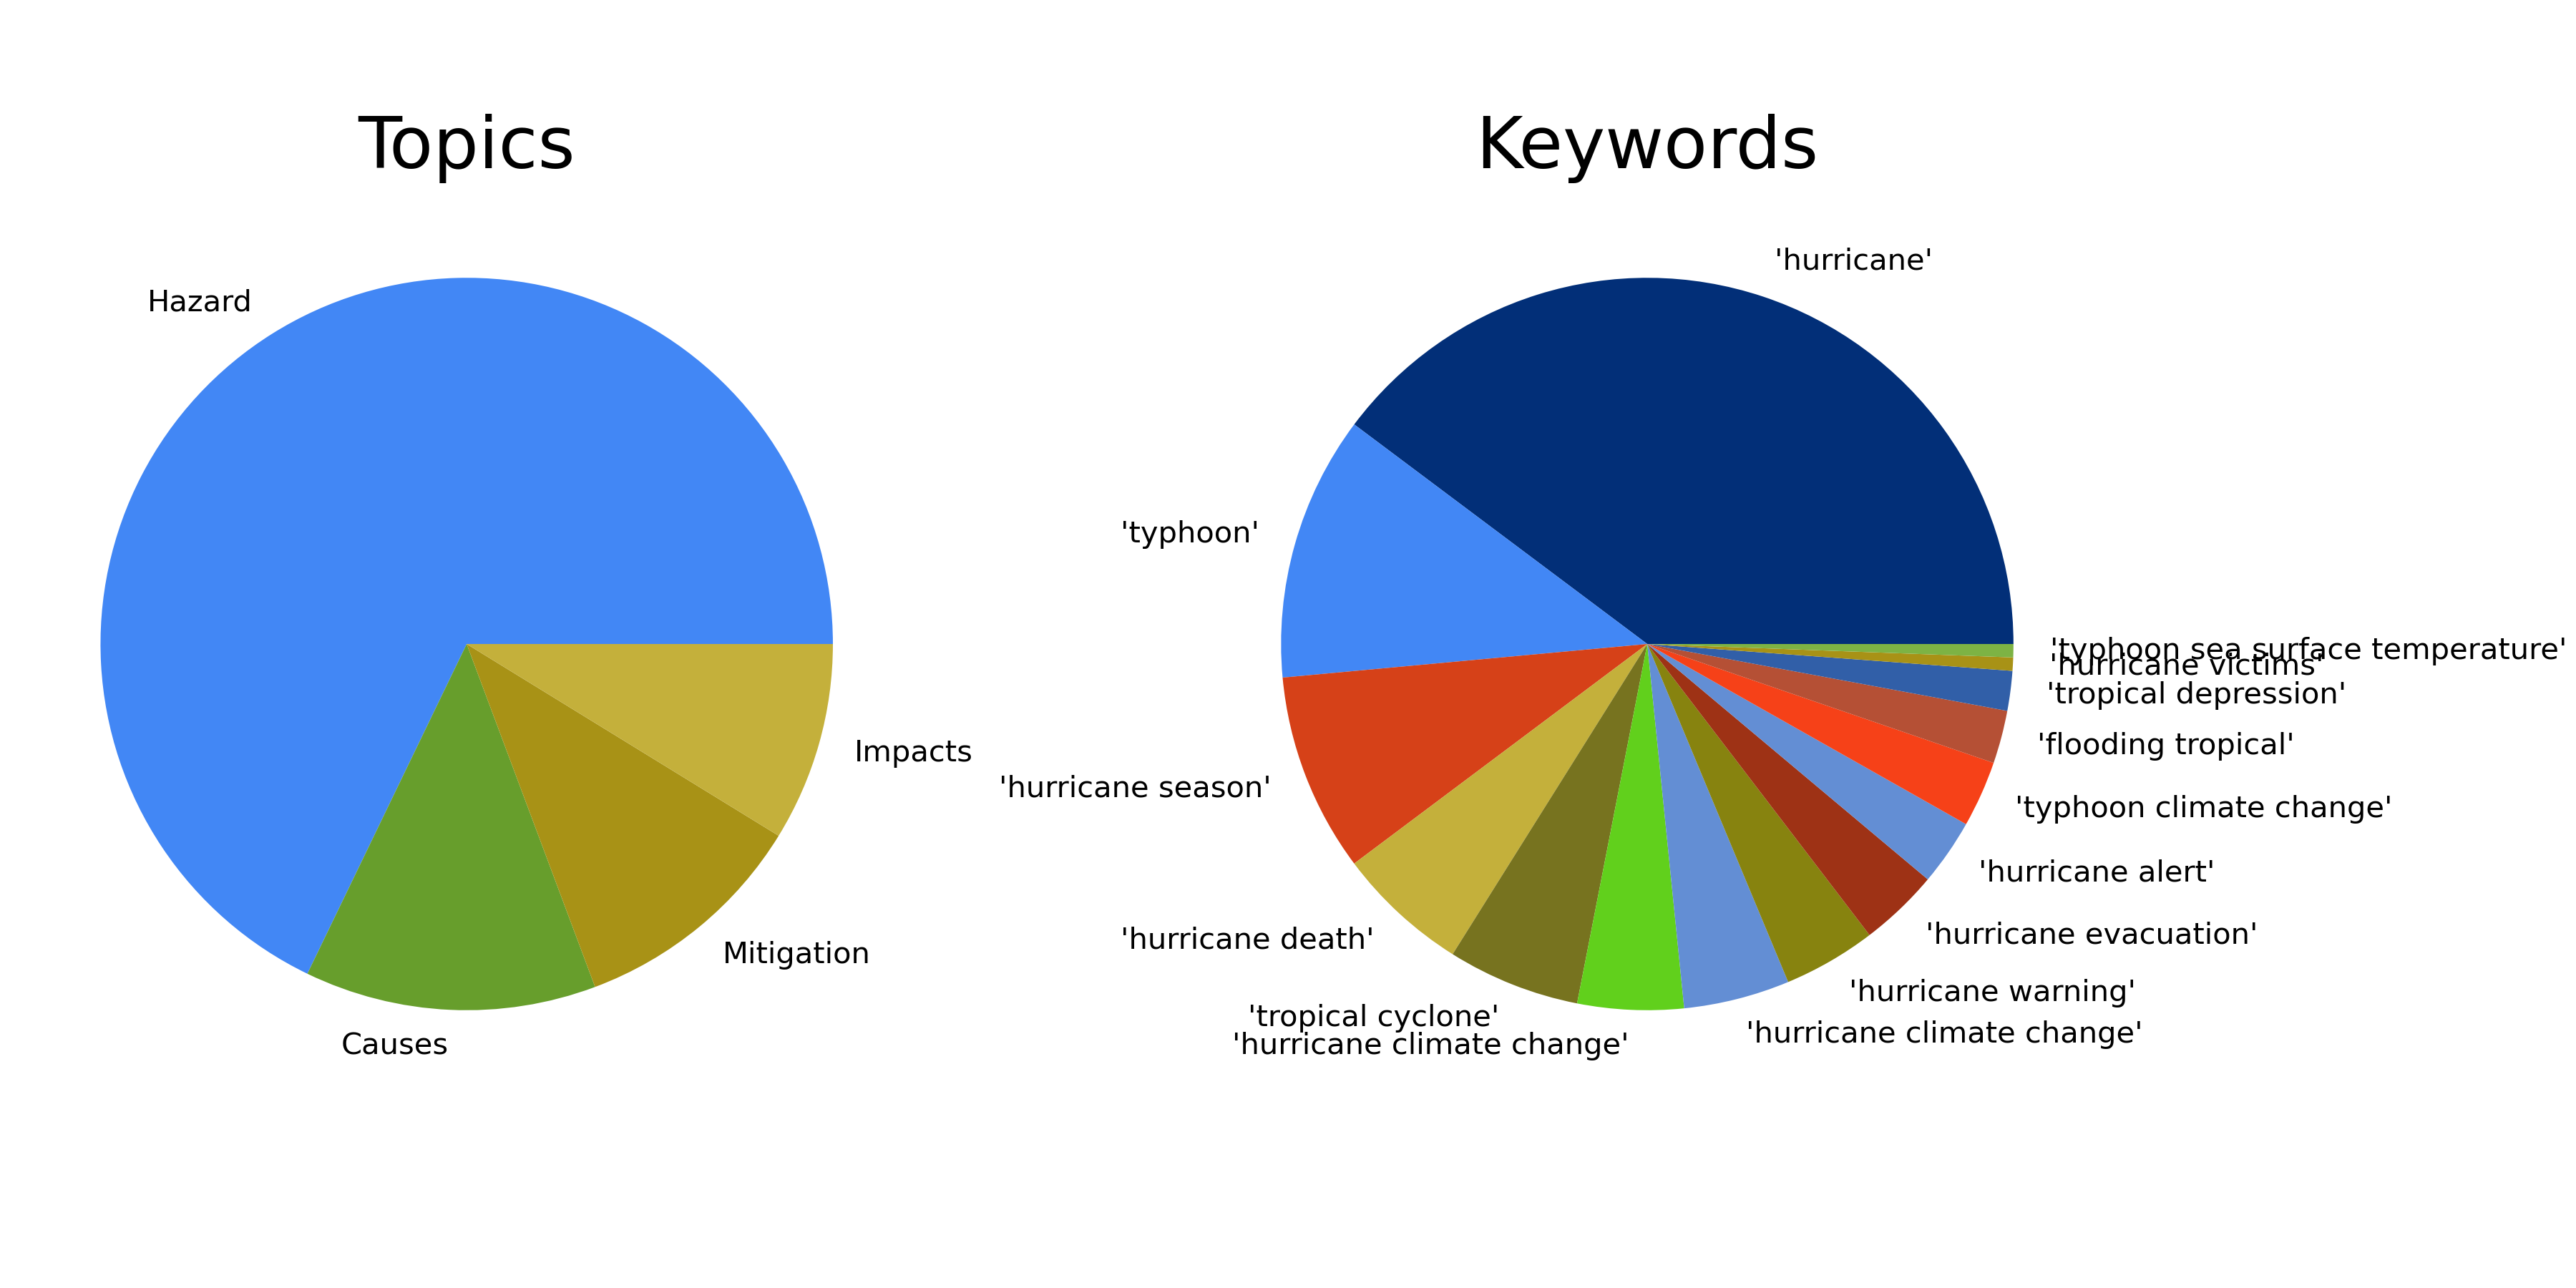 Topics
Hazard
Impacts
Mitigation
Causes
Keywords
'hurricane'
'typhoon'
'hurricane season'
'hurricane death'
'tropical cyclone'
'hurricane climate change'
'hurricane climate change'
'hurricane warning'
'hurricane evacuation'
'hurricane alert'
'typhoon climate change'
'flooding tropical'
'tropical depression'
'hurricane victims'
'typhoon sea surface temperature'